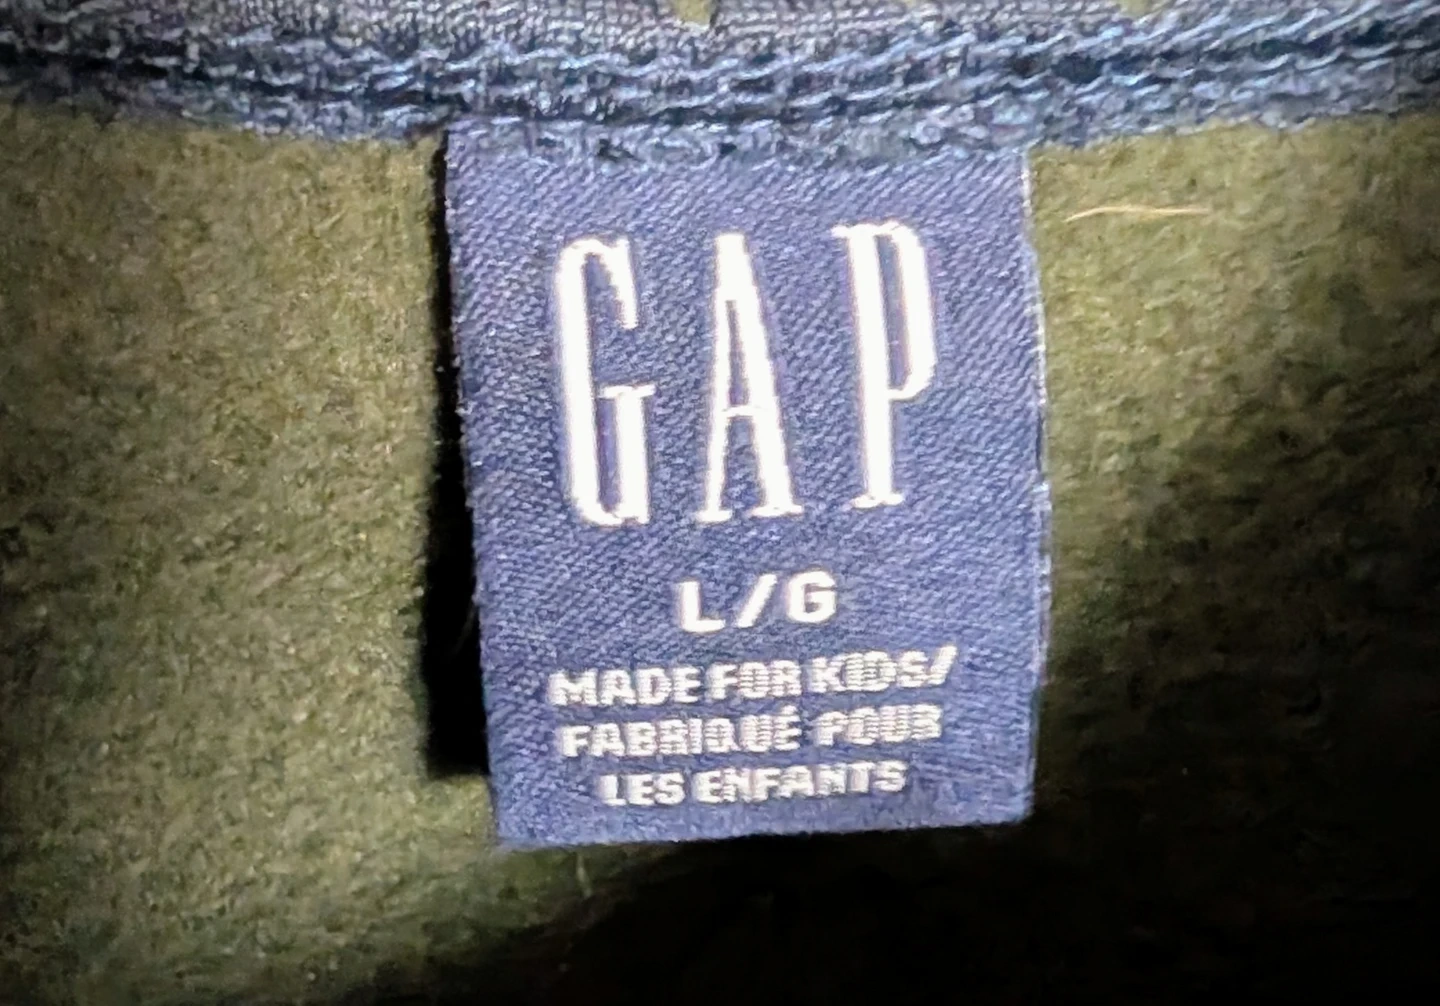 GAP
L/G
MADE FOR KIDS/
FABRIQUÉ POUR
LES ENFANTS